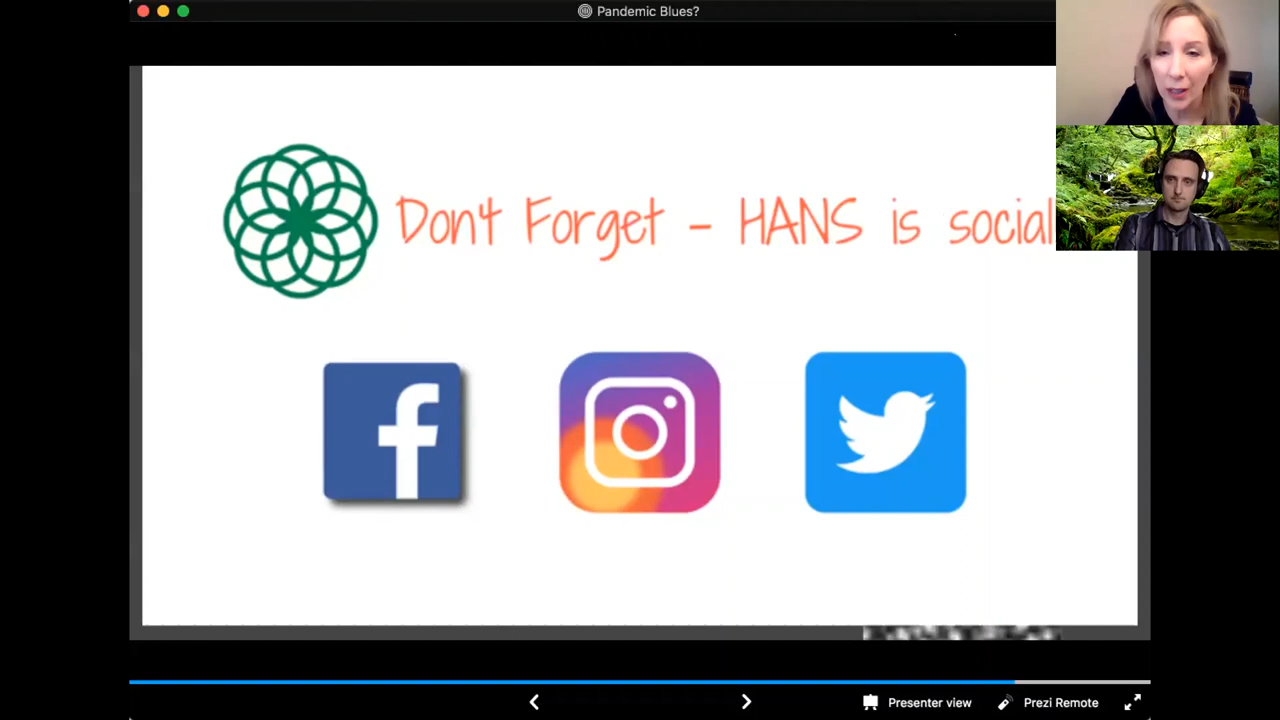 Pandemic Blues?
Don't Forget - HANS is social
Presenter view
Prezi Remote